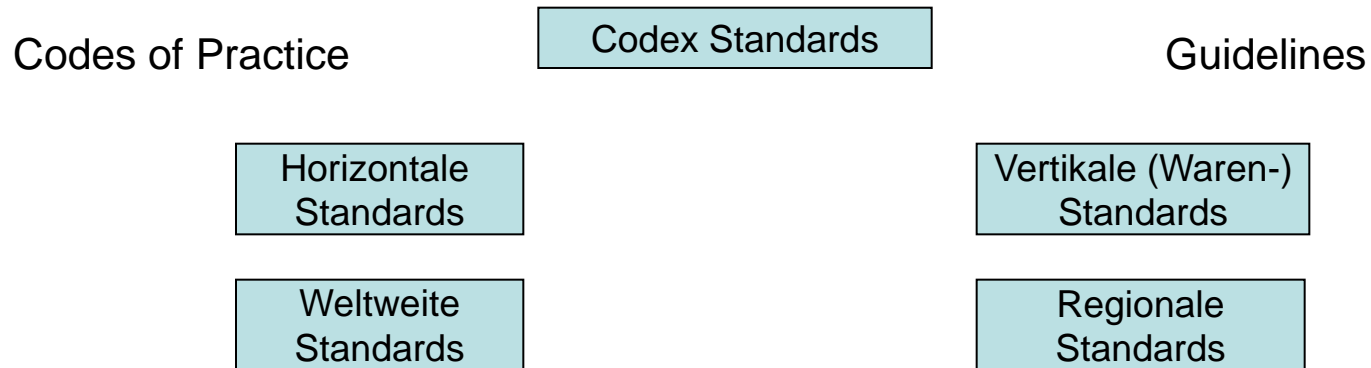 Codes of Practice
Codex Standards
Guidelines
Horizontale
Standards
Vertikale (Waren-)
Standards
Weltweite
Standards
Regionale
Standards